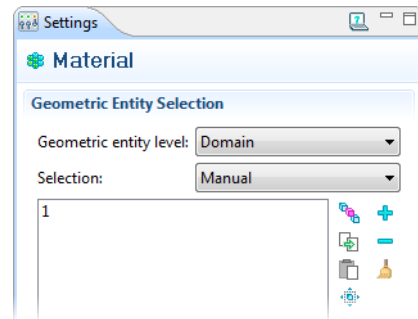 Settings
Material
Geometric Entity Selection
Geometric entity level: Domain
Selection: Manual
1